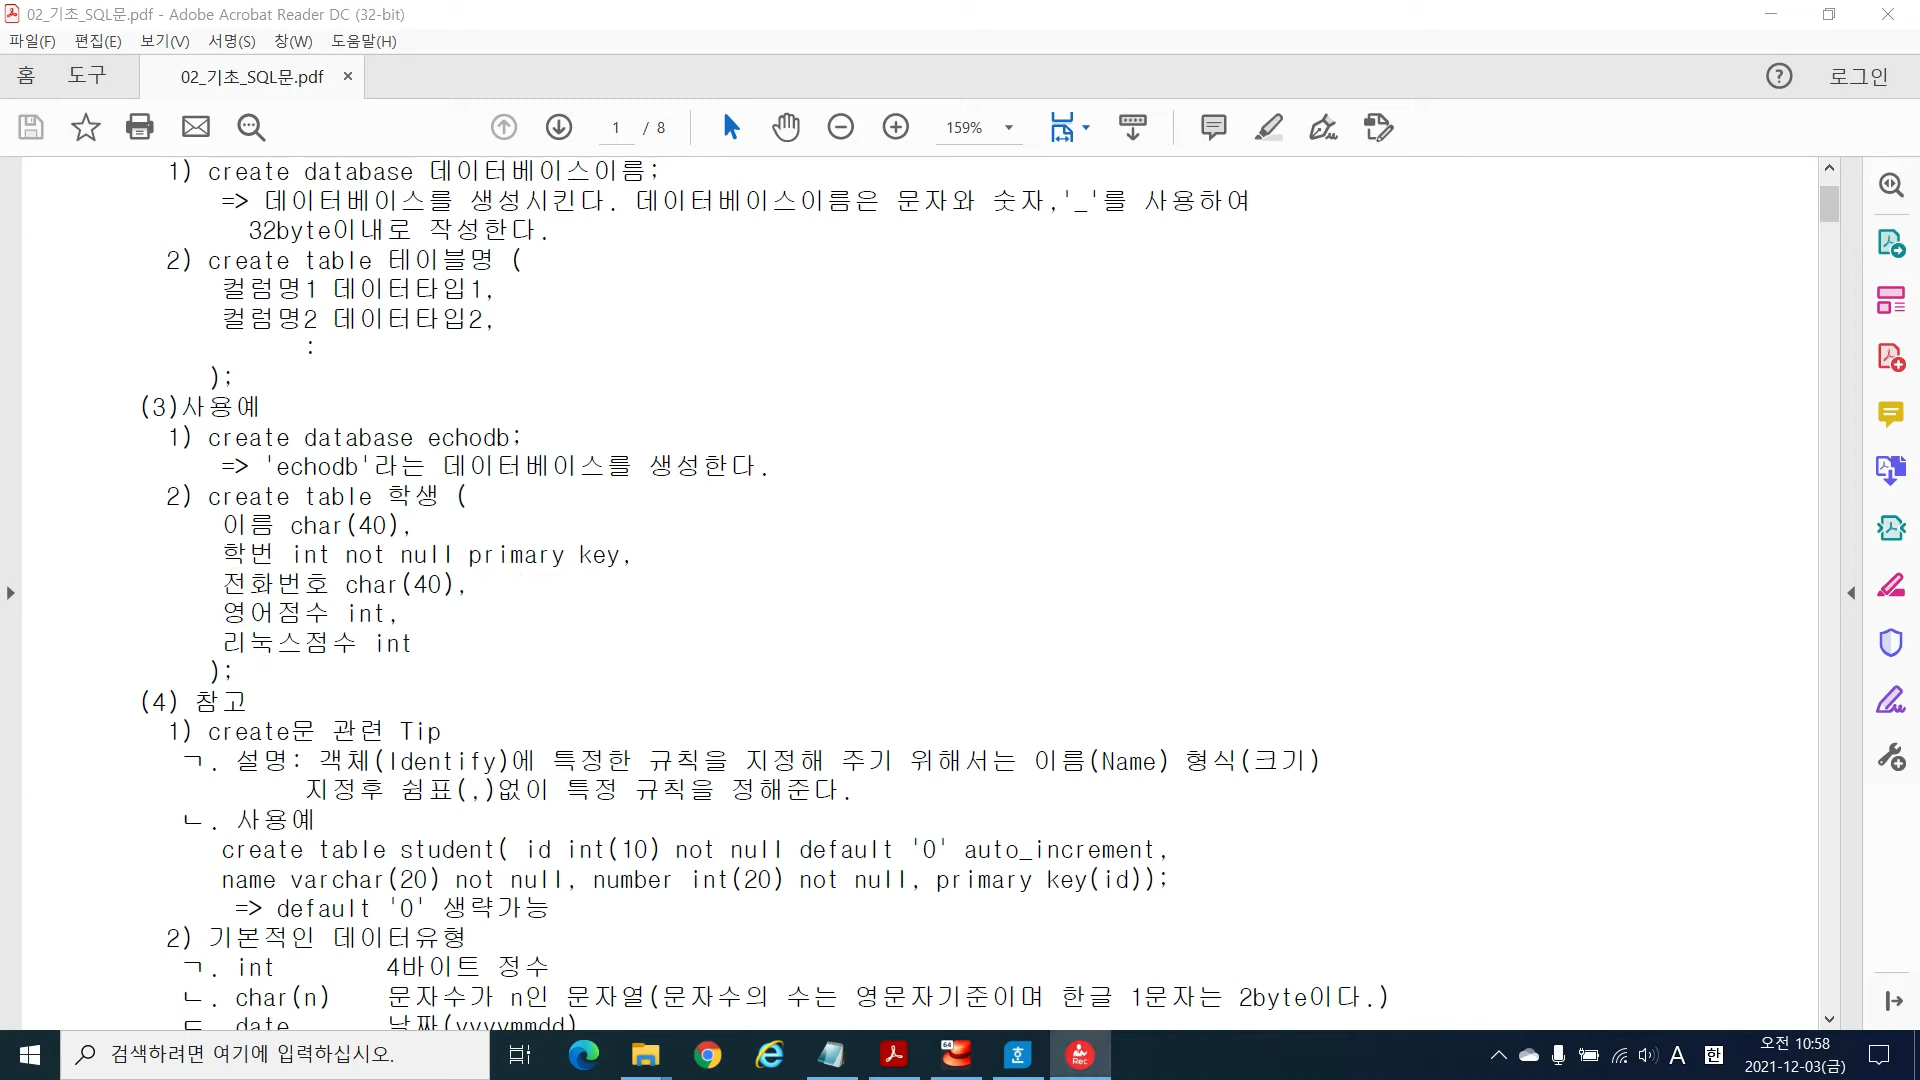 02_기초_SQL문.pdf - Adobe Acrobat Reader DC (32-bit)
파일(F) 편집(E) 보기(V) 서명(S) 창(W) 도움말(H)
홈 도구 02_기초_SQL문.pdf × 로그인
1 / 8 159%
1) create database 데이터베이스이름;
=> 데이터베이스를 생성시킨다. 데이터베이스이름은 문자와 숫자,'_'를 사용하여
32byte이내로 작성한다.
2) create table 테이블명 (
컬럼명1 데이터타입1,
컬럼명2 데이터타입2,
:
);
(3)사용예
1) create database echodb;
=> 'echodb'라는 데이터베이스를 생성한다.
2) create table 학생 (
이름 char(40),
학번 int not null primary key,
전화번호 char(40),
영어점수 int,
리눅스점수 int
);
(4) 참고
1) create문 관련 Tip
ㄱ. 설명: 객체(Identify)에 특정한 규칙을 지정해 주기 위해서는 이름(Name) 형식(크기)
지정후 쉼표(,)없이 특정 규칙을 정해준다.
ㄴ. 사용예
create table student( id int(10) not null default '0' auto_increment,
name varchar(20) not null, number int(20) not null, primary key(id));
=> default '0' 생략가능
2) 기본적인 데이터유형
ㄱ. int 4바이트 정수
ㄴ. char(n) 문자수가 n인 문자열(문자수의 수는 영문자기준이며 한글 1문자는 2byte이다.)
ㄷ. date 날짜(yyyymmdd)
검색하려면 여기에 입력하십시오.
64
호
Rec
A 한
오전 10:58
2021-12-03(금)